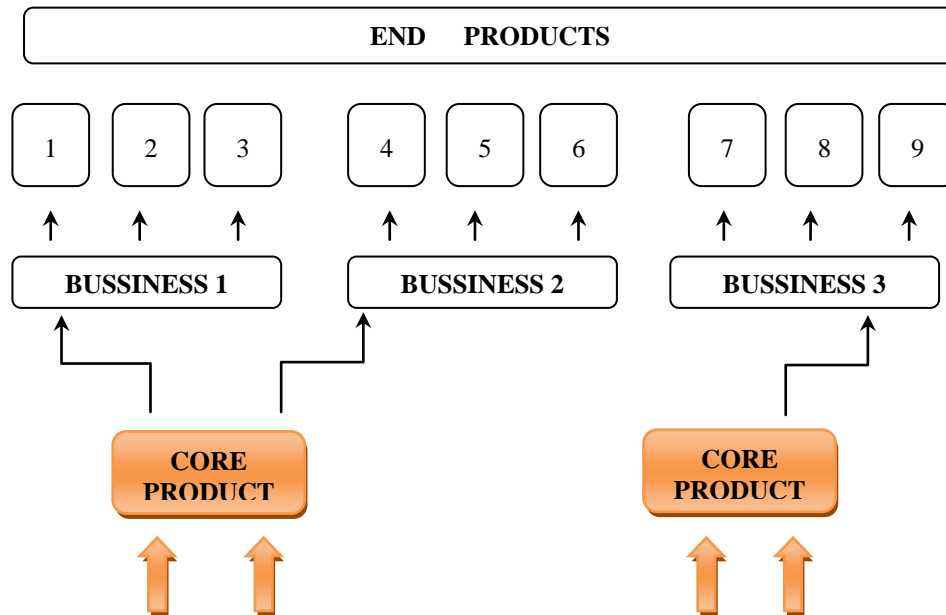 END PRODUCTS
1 2 3 4 5 6 7 8 9
BUSSINESS 1 BUSSINESS 2 BUSSINESS 3
CORE
PRODUCT
CORE
PRODUCT